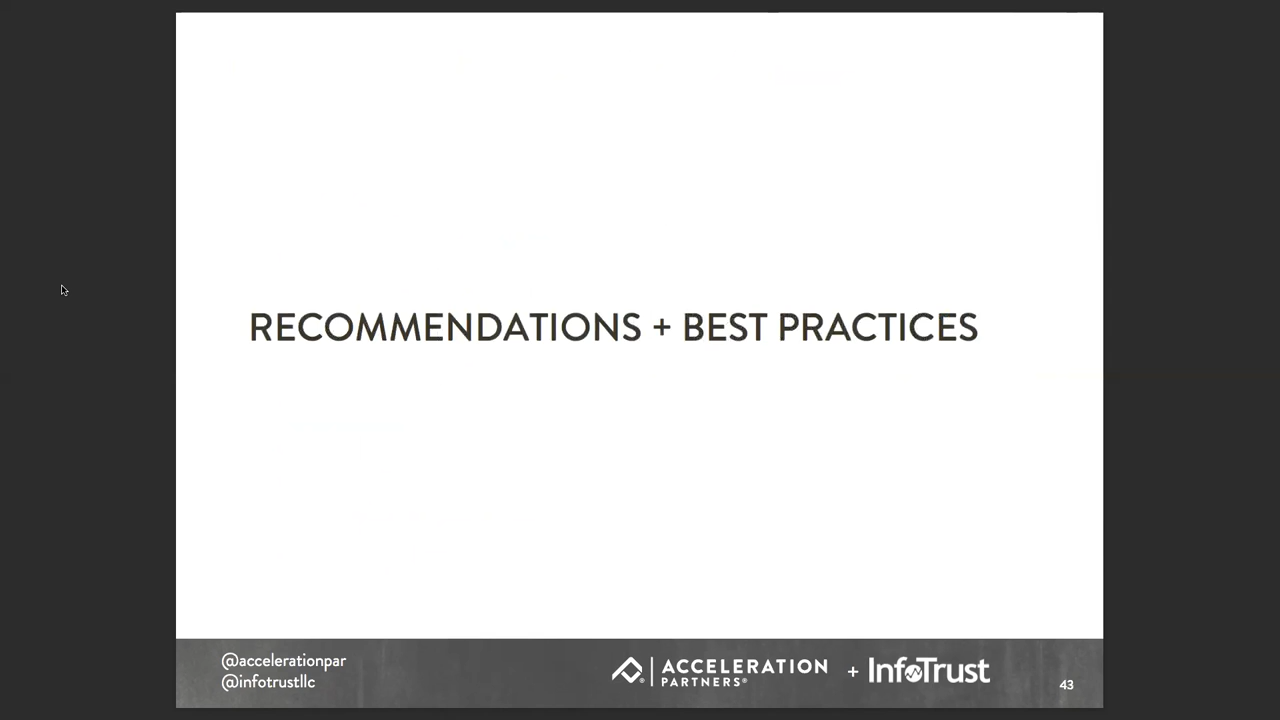 RECOMMENDATIONS + BEST PRACTICES
@accelerationpar
@infotrustllc
ACCELERATION
PARTNERS®
+ InfoTrust
43